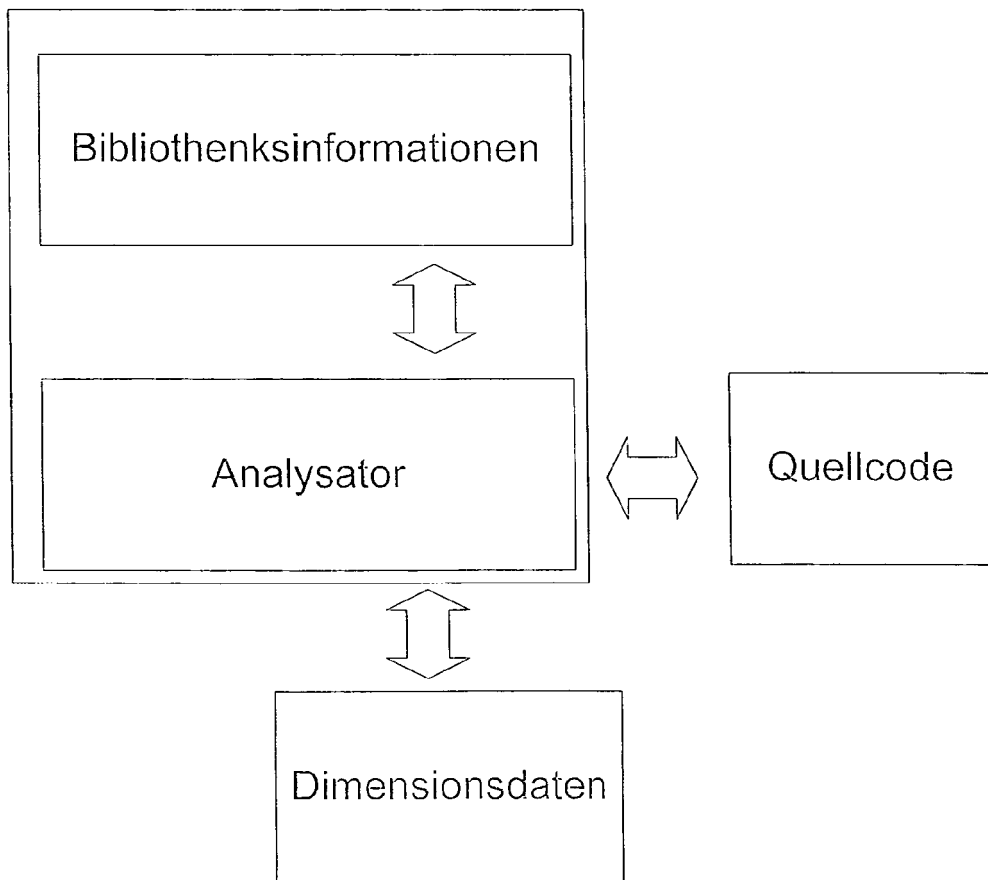 Bibliothenksinformationen
Analysator
Quellcode
Dimensionsdaten